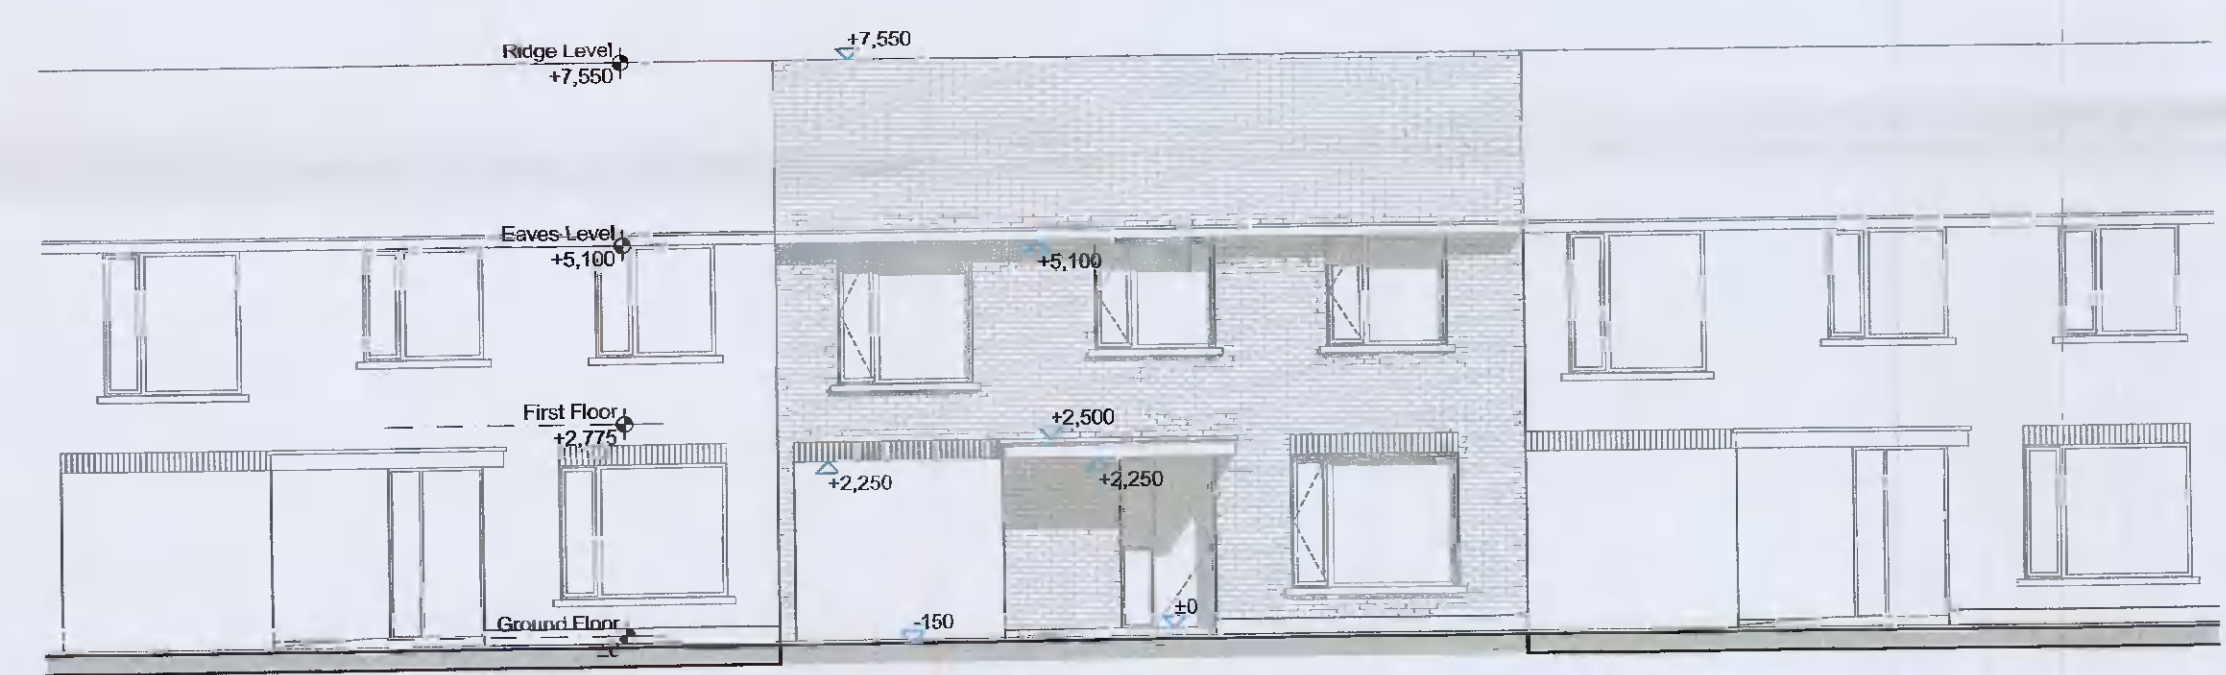 Ridge Level
+7,550
+7,550
Eaves Level
+5,100
+5,100
First Floor
+2,775
+2,500
+2,250
+2,250
Ground Floor
-150
±0